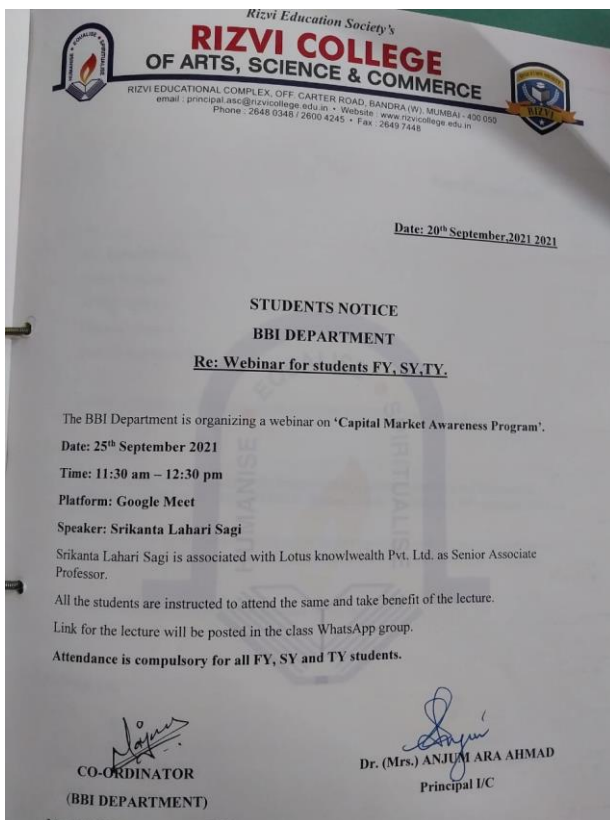 Rizvi Education Society's
RIZVI COLLEGE
OF ARTS, SCIENCE & COMMERCE
RIZVI EDUCATIONAL COMPLEX, OFF. CARTER ROAD, BANDRA (W), MUMBAI - 400 050
email : principal.asc@rizvicollege.edu.in • Website : www.rizvicollege.edu.in
Phone : 2648 0348 / 2600 4245 • Fax : 2649 7448
HUMANISE • EQUALISE • SPIRITUALISE
RIZVI
Date: 20th September,2021 2021
STUDENTS NOTICE
BBI DEPARTMENT
Re: Webinar for students FY, SY,TY.
The BBI Department is organizing a webinar on ‘Capital Market Awareness Program’.
Date: 25th September 2021
Time: 11:30 am – 12:30 pm
Platform: Google Meet
Speaker: Srikanta Lahari Sagi
Srikanta Lahari Sagi is associated with Lotus knowlwealth Pvt. Ltd. as Senior Associate
Professor.
All the students are instructed to attend the same and take benefit of the lecture.
Link for the lecture will be posted in the class WhatsApp group.
Attendance is compulsory for all FY, SY and TY students.
CO-ORDINATOR
(BBI DEPARTMENT)
Dr. (Mrs.) ANJUM ARA AHMAD
Principal I/C